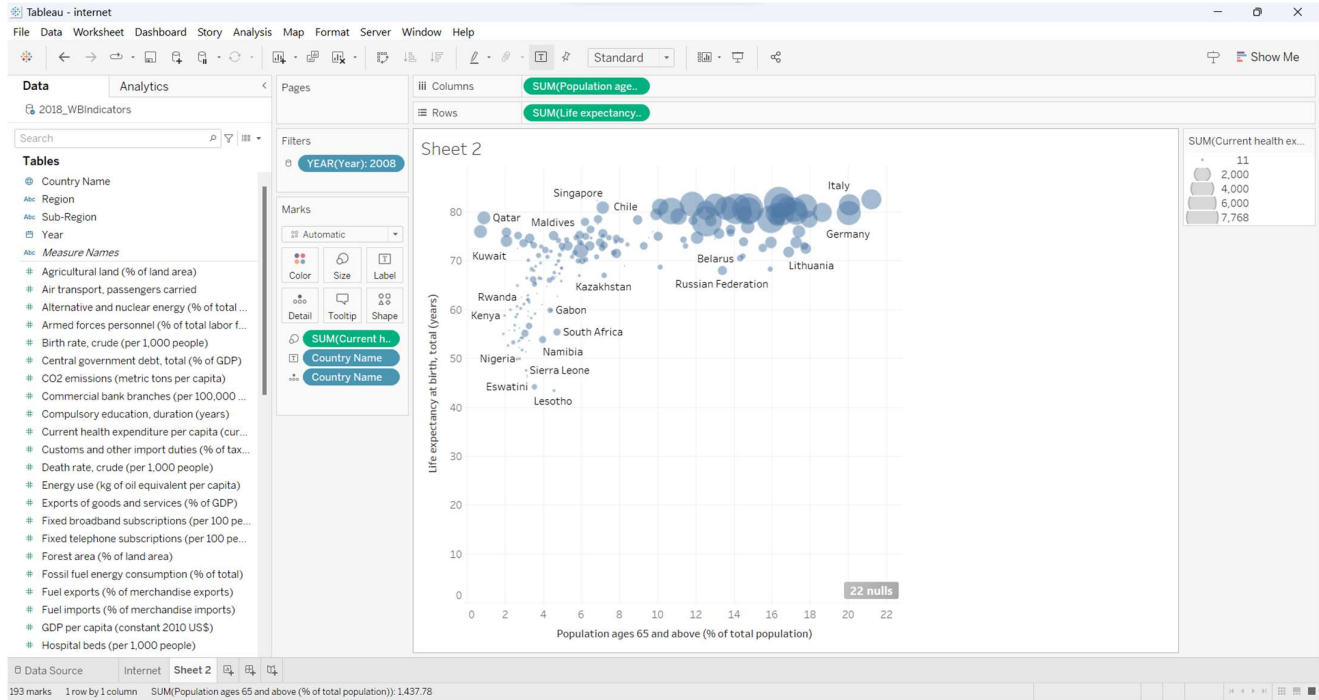 Tableau - internet
File Data Worksheet Dashboard Story Analysis Map Format Server Window Help
Standard
Show Me
Data
Analytics
2018_WBIndicators
Search
Tables
Country Name
Abc Region
Abc Sub-Region
Year
Abc Measure Names
# Agricultural land (% of land area)
# Air transport, passengers carried
# Alternative and nuclear energy (% of total ...
# Armed forces personnel (% of total labor f...
# Birth rate, crude (per 1,000 people)
# Central government debt, total (% of GDP)
# CO2 emissions (metric tons per capita)
# Commercial bank branches (per 100,000 ...
# Compulsory education, duration (years)
# Current health expenditure per capita (cur...
# Customs and other import duties (% of tax...
# Death rate, crude (per 1,000 people)
# Energy use (kg of oil equivalent per capita)
# Exports of goods and services (% of GDP)
# Fixed broadband subscriptions (per 100 pe...
# Fixed telephone subscriptions (per 100 pe...
# Forest area (% of land area)
# Fossil fuel energy consumption (% of total)
# Fuel exports (% of merchandise exports)
# Fuel imports (% of merchandise imports)
# GDP per capita (constant 2010 US$)
# Hospital beds (per 1,000 people)
Pages
Filters
YEAR(Year): 2008
Marks
Automatic
Color Size Label
Detail Tooltip Shape
SUM(Current h..
Country Name
Country Name
Columns
SUM(Population age..
Rows
SUM(Life expectancy..
Sheet 2
Life expectancy at birth, total (years)
80
70
60
50
40
30
20
10
0
Italy
Singapore
Chile
Qatar
Maldives
Germany
Kuwait
Belarus
Lithuania
Kazakhstan
Russian Federation
Rwanda
Gabon
Kenya
South Africa
Namibia
Nigeria
Sierra Leone
Eswatini
Lesotho
22 nulls
0 2 4 6 8 10 12 14 16 18 20 22
Population ages 65 and above (% of total population)
SUM(Current health ex...
11
2,000
4,000
6,000
7,768
Data Source
Internet
Sheet 2
193 marks 1 row by 1 column SUM(Population ages 65 and above (% of total population)): 1,437.78